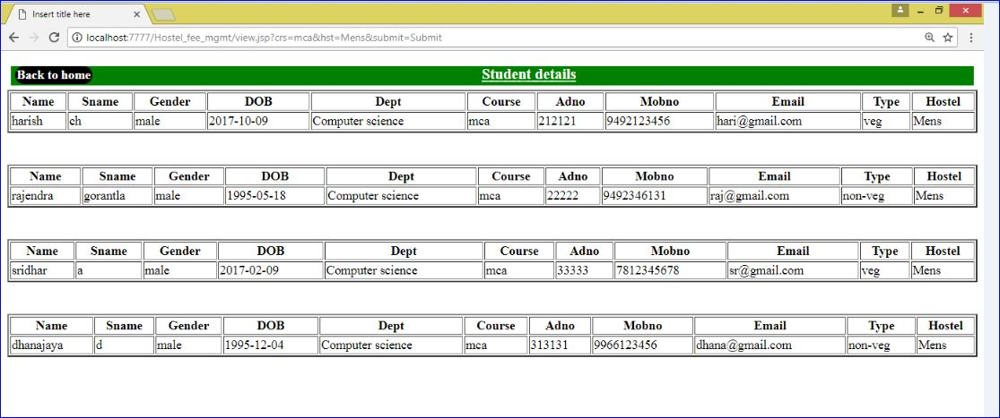 Insert title here
localhost:7777/Hostel_fee_mgmt/view.jsp?crs=mca&hst=Mens&submit=Submit
Back to home Student details
Name Sname Gender DOB Dept Course Adno Mobno Email Type Hostel
harish ch male 2017-10-09 Computer science mca 212121 9492123456 hari@gmail.com veg Mens
Name Sname Gender DOB Dept Course Adno Mobno Email Type Hostel
rajendra gorantla male 1995-05-18 Computer science mca 22222 9492346131 raj@gmail.com non-veg Mens
Name Sname Gender DOB Dept Course Adno Mobno Email Type Hostel
sridhar a male 2017-02-09 Computer science mca 33333 7812345678 sr@gmail.com veg Mens
Name Sname Gender DOB Dept Course Adno Mobno Email Type Hostel
dhanajaya d male 1995-12-04 Computer science mca 313131 9966123456 dhana@gmail.com non-veg Mens